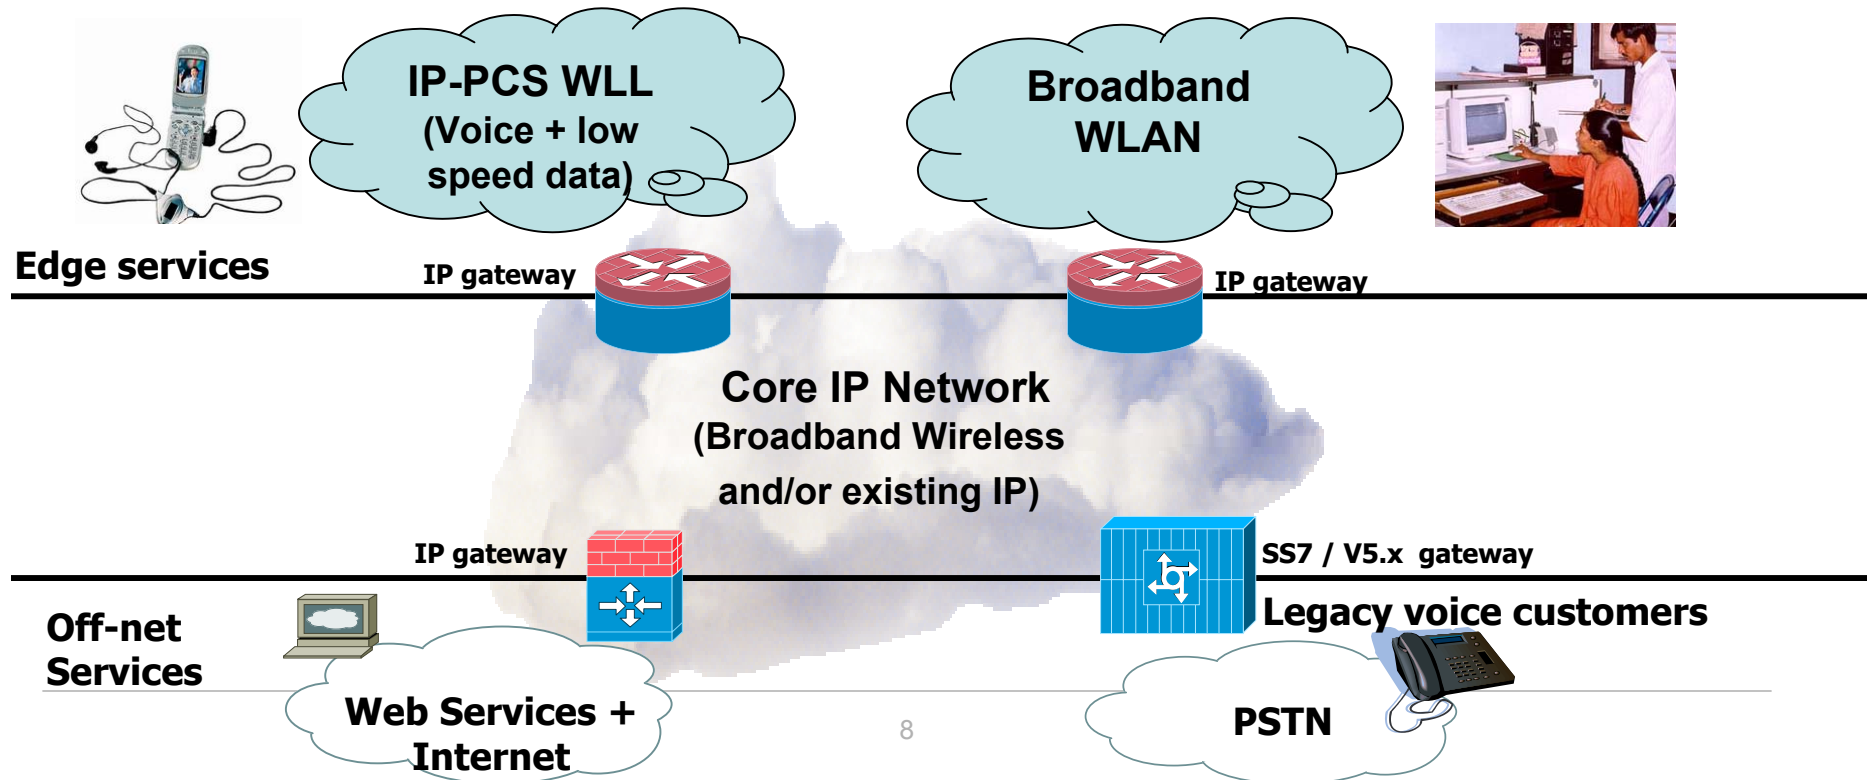 IP-PCS WLL
(Voice + low
speed data)
Broadband
WLAN
Edge services
IP gateway
IP gateway
Core IP Network
(Broadband Wireless
and/or existing IP)
IP gateway
SS7 / V5.x gateway
Off-net
Services
Legacy voice customers
Web Services +
Internet
PSTN
8